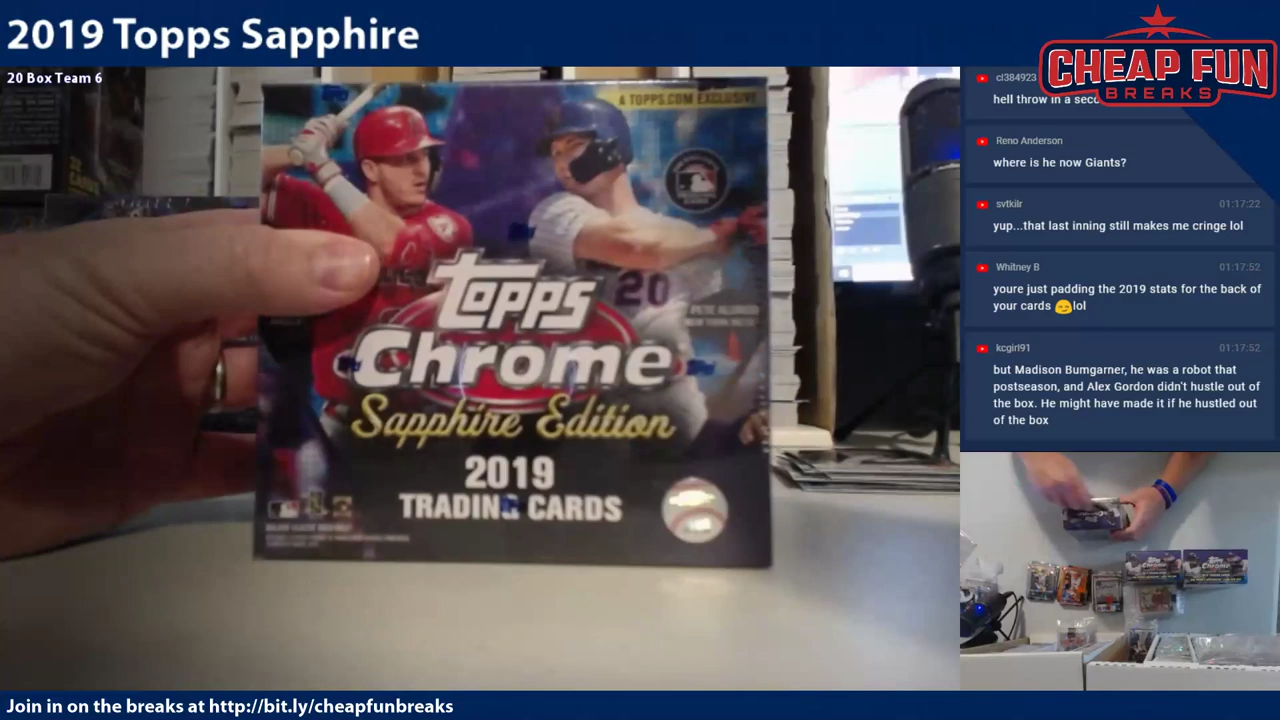 2019 Topps Sapphire
20 Box Team 6
CHEAP FUN
BREAKS
A TOPPS.COM EXCLUSIVE
20
PETE ALONSO
Topps
Chrome
Sapphire Edition
2019
TRADING CARDS
cl384923
hell throw in a
Reno Anderson
where is he now Giants?
svtkilr 01:17:22
yup...that last inning still makes me cringe lol
Whitney B 01:17:52
youre just padding the 2019 stats for the back of
your cards 😏lol
kcgirl91 01:17:52
but Madison Bumgarner, he was a robot that
postseason, and Alex Gordon didn't hustle out of
the box. He might have made it if he hustled out
of the box
Topps
Chrome
Topps
Chrome
Join in on the breaks at http://bit.ly/cheapfunbreaks